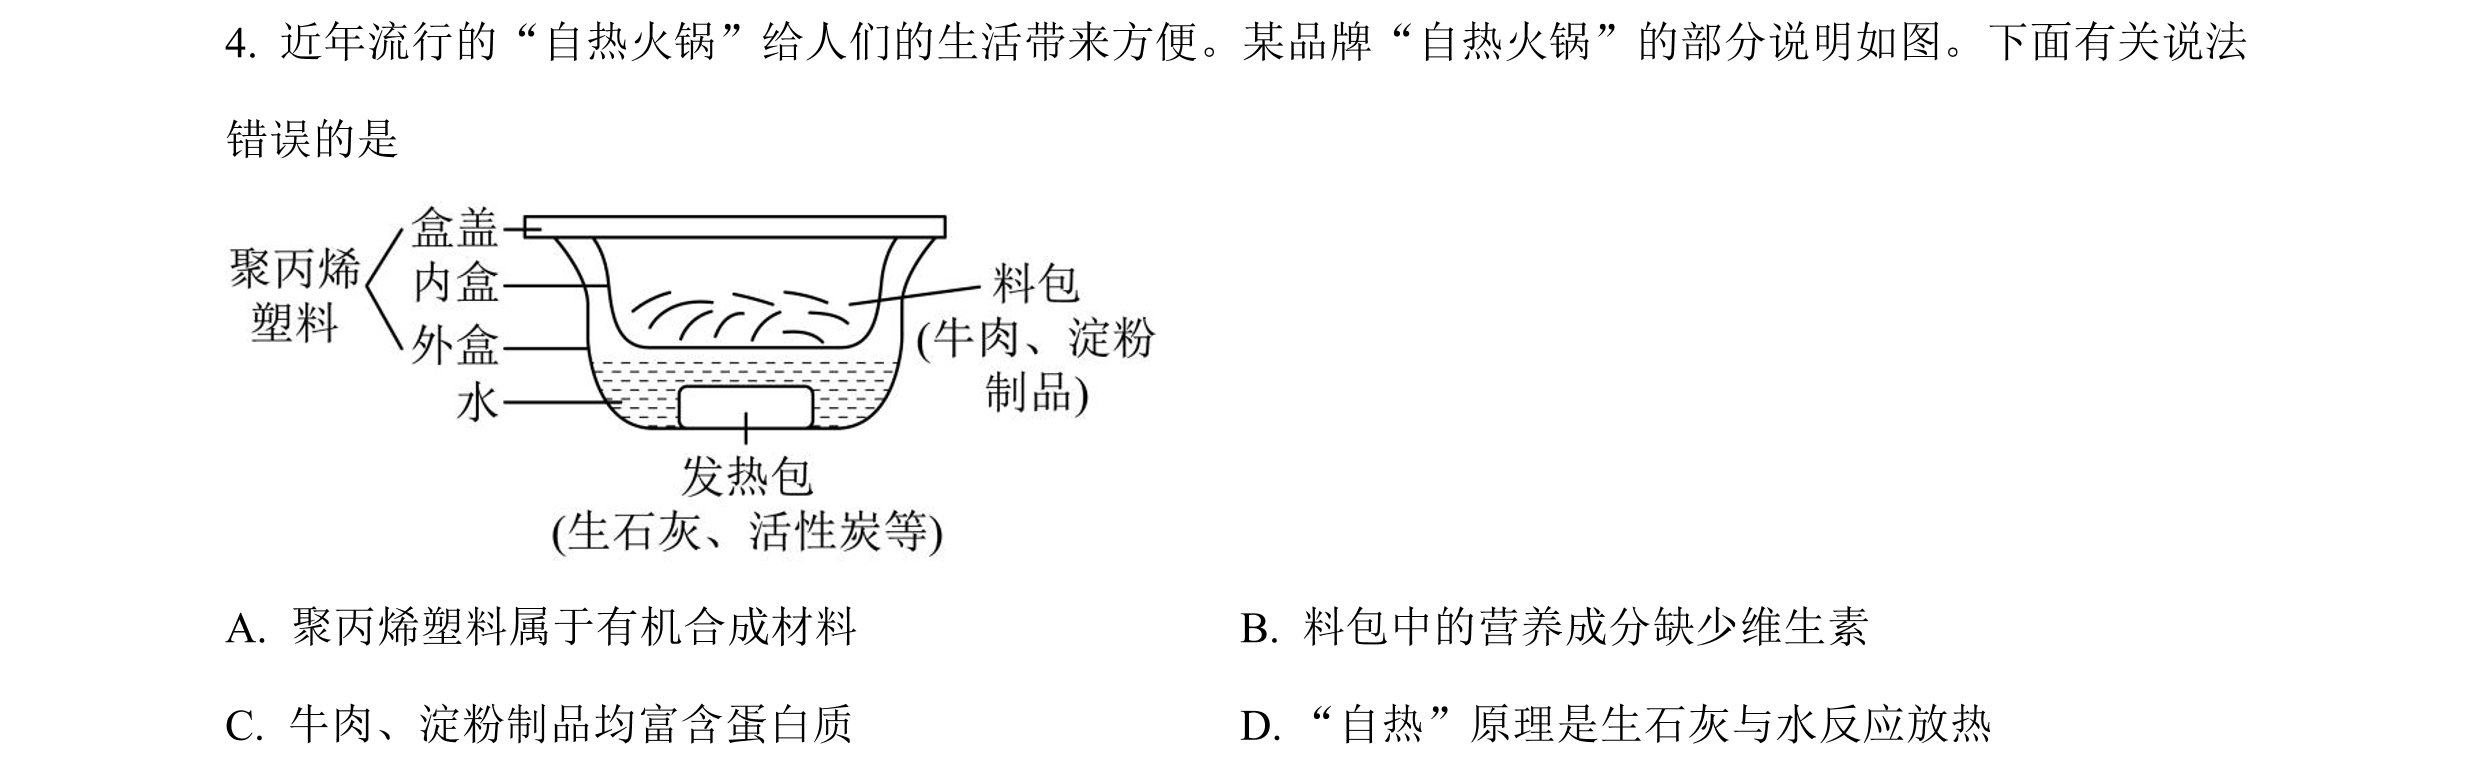 4. 近年流行的“自热火锅”给人们的生活带来方便。某品牌“自热火锅”的部分说明如图。下面有关说法
错误的是
聚丙烯
塑料
盒盖
内盒
外盒
水
料包
(牛肉、淀粉
制品)
发热包
(生石灰、活性炭等)
A. 聚丙烯塑料属于有机合成材料
B. 料包中的营养成分缺少维生素
C. 牛肉、淀粉制品均富含蛋白质
D. “自热”原理是生石灰与水反应放热